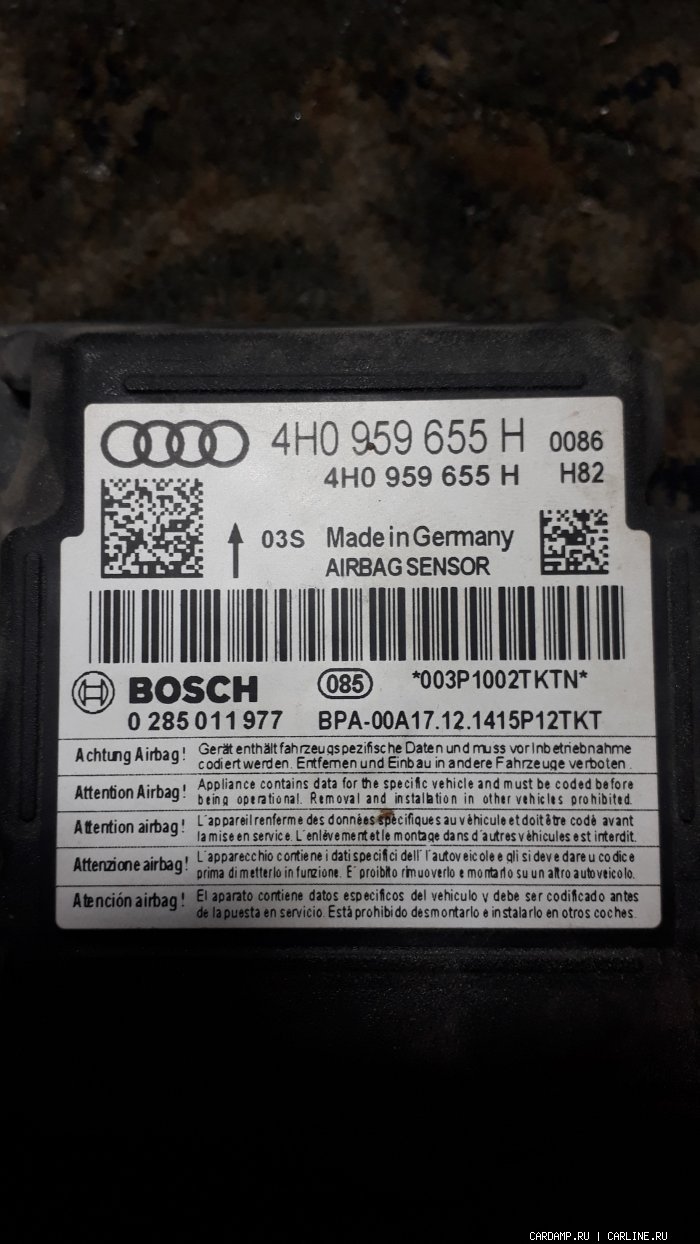 4H0 959 655 H 0086
4H0 959 655 H H82
03S Made in Germany
AIRBAG SENSOR
BOSCH 085 *003P1002TKTN*
0 285 011 977 BPA-00A17.12.1415P12TKT
Achtung Airbag! Gerät enthält fahrzeugspezifische Daten und muss vor Inbetriebnahme
codiert werden. Entfernen und Einbau in andere Fahrzeuge verboten.
Attention Airbag! Appliance contains data for the specific vehicle and must be coded before
being operational. Removal and installation in other vehicles prohibited.
Attention airbag! L'appareil renferme des données spécifiques au véhicule et doit être codé avant
la mise en service. L'enlèvement et le montage dans d'autres véhicules est interdit.
Attenzione airbag! L'apparecchio contiene i dati specifici dell' l'autoveicole e gli si deve dare u codice
prima di metterlo in funzione. E' proibito rimuoverlo e montarlo su un altro autoveicolo.
Atención airbag! El aparato contiene datos especificos del vehiculo y debe ser codificado antes
de la puesta en servicio. Está prohibido desmontarlo e instalarlo en otros coches.
CARDAMP.RU | CARLINE.RU